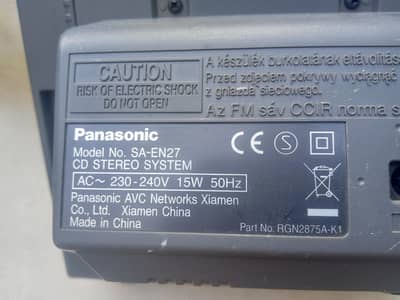 CAUTION
RISK OF ELECTRIC SHOCK
DO NOT OPEN
A készülék burkolatának eltávolítás
Przed zdjęciem pokrywy wyciągnąć
z gniazda sieciowego.
Az FM sáv CCIR norma s
Panasonic
Model No. SA-EN27
CD STEREO SYSTEM
AC~ 230-240V 15W 50Hz
Panasonic AVC Networks Xiamen
Co., Ltd. Xiamen China
Made in China
CE
Part No: RGN2875A-K1